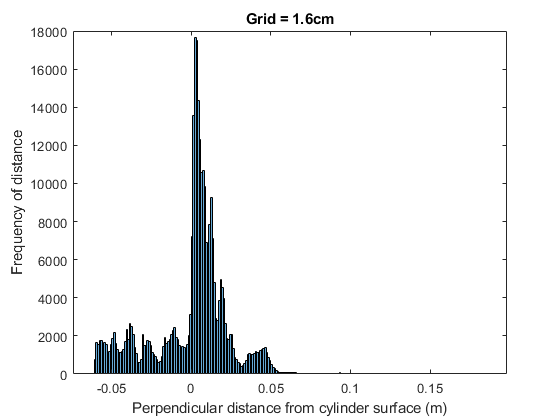 Grid = 1.6cm
18000
16000
14000
12000
10000
8000
6000
4000
2000
0
Frequency of distance
-0.05 0 0.05 0.1 0.15
Perpendicular distance from cylinder surface (m)